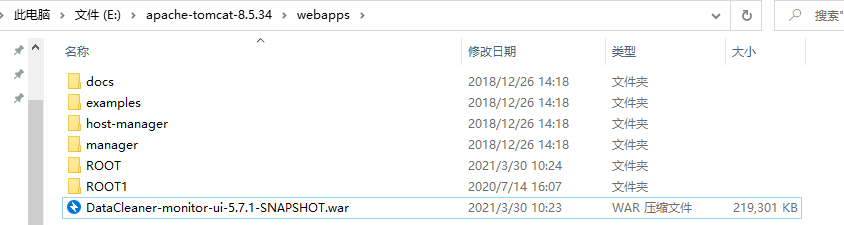 此电脑 › 文件 (E:) › apache-tomcat-8.5.34 › webapps › 搜索"
名称 修改日期 类型 大小
docs 2018/12/26 14:18 文件夹
examples 2018/12/26 14:18 文件夹
host-manager 2018/12/26 14:18 文件夹
manager 2018/12/26 14:18 文件夹
ROOT 2021/3/30 10:24 文件夹
ROOT1 2020/7/14 16:07 文件夹
DataCleaner-monitor-ui-5.7.1-SNAPSHOT.war 2021/3/30 10:23 WAR 压缩文件 219,301 KB